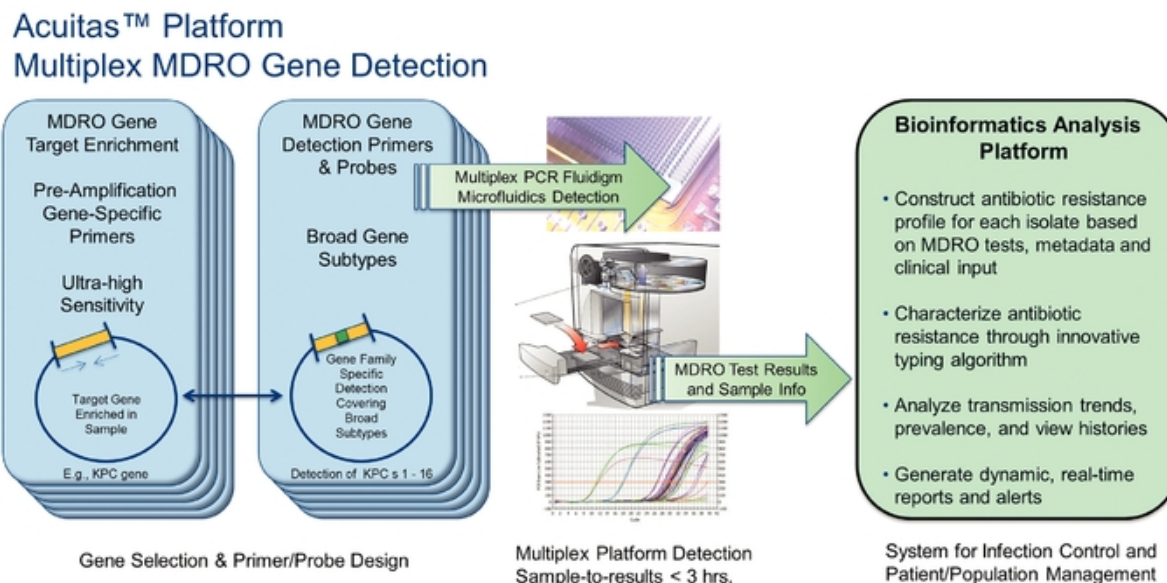 Acuitas™ Platform
Multiplex MDRO Gene Detection
MDRO Gene
Target Enrichment
Pre-Amplification
Gene-Specific
Primers
Ultra-high
Sensitivity
Target Gene
Enriched in
Sample
E.g., KPC gene
MDRO Gene
Detection Primers
& Probes
Broad Gene
Subtypes
Gene Family
Specific
Detection
Covering
Broad
Subtypes
Detection of KPC s 1 - 16
Gene Selection & Primer/Probe Design
Multiplex PCR Fluidigm
Microfluidics Detection
MDRO Test Results
and Sample Info
Multiplex Platform Detection
Sample-to-results < 3 hrs.
Bioinformatics Analysis
Platform
• Construct antibiotic resistance
profile for each isolate based
on MDRO tests, metadata and
clinical input
• Characterize antibiotic
resistance through innovative
typing algorithm
• Analyze transmission trends,
prevalence, and view histories
• Generate dynamic, real-time
reports and alerts
System for Infection Control and
Patient/Population Management